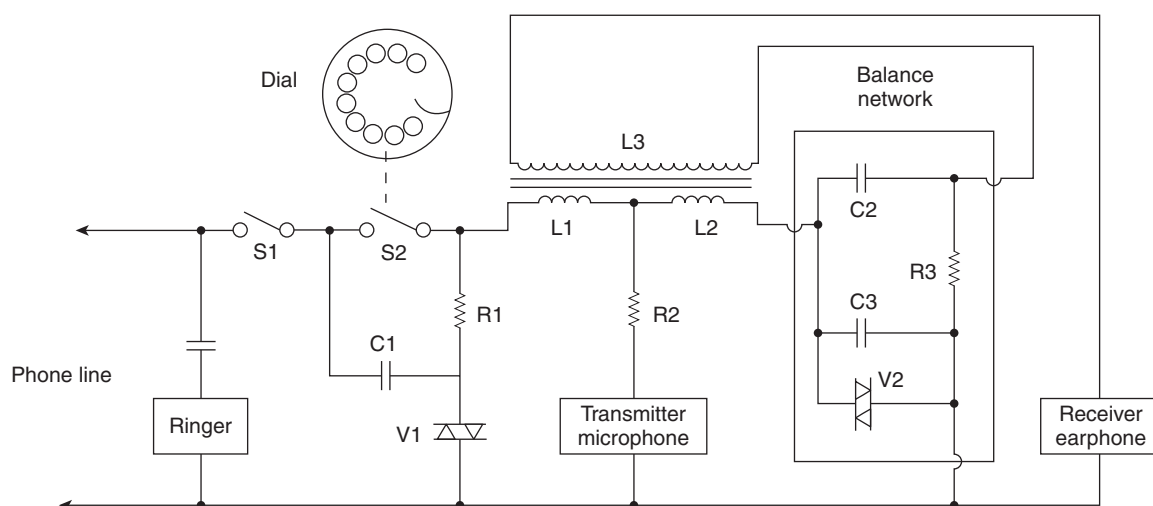 Dial
Balance
network
L3
C2
L1
L2
S1
S2
R3
R1
R2
C3
C1
V2
Phone line
Ringer
V1
Transmitter
microphone
Receiver
earphone